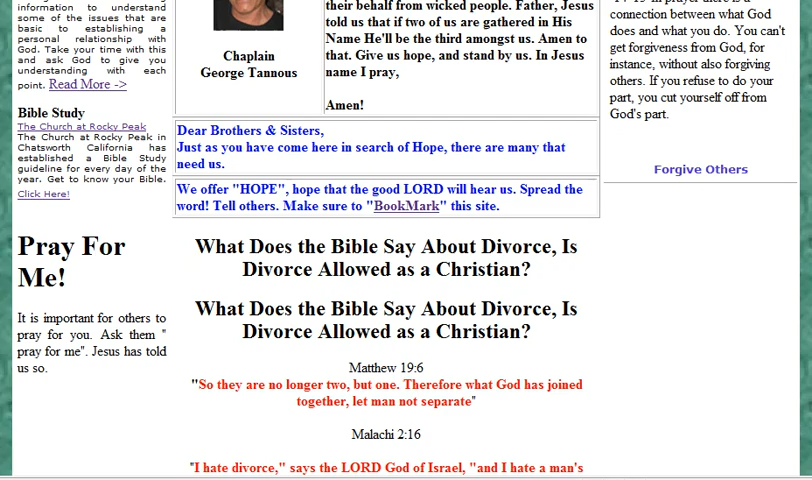 information to understand
some of the issues that are
basic to establishing a
personal relationship with
God. Take your time with this
and ask God to give you
understanding with each
point. Read More ->
Bible Study
The Church at Rocky Peak
The Church at Rocky Peak in
Chatsworth California has
established a Bible Study
guideline for every day of the
year. Get to know your Bible.
Click Here!
Pray For
Me!
It is important for others to
pray for you. Ask them "
pray for me". Jesus has told
us so.
Chaplain
George Tannous
their behalf from wicked people. Father, Jesus
told us that if two of us are gathered in His
Name He'll be the third amongst us. Amen to
that. Give us hope, and stand by us. In Jesus
name I pray,
Amen!
Dear Brothers & Sisters,
Just as you have come here in search of Hope, there are many that
need us.
We offer "HOPE", hope that the good LORD will hear us. Spread the
word! Tell others. Make sure to "BookMark" this site.
What Does the Bible Say About Divorce, Is
Divorce Allowed as a Christian?
What Does the Bible Say About Divorce, Is
Divorce Allowed as a Christian?
Matthew 19:6
"So they are no longer two, but one. Therefore what God has joined
together, let man not separate"
Malachi 2:16
"I hate divorce," says the LORD God of Israel, "and I hate a man's
connection between what God
does and what you do. You can't
get forgiveness from God, for
instance, without also forgiving
others. If you refuse to do your
part, you cut yourself off from
God's part.
Forgive Others